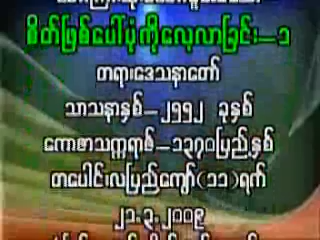 စိတ်ဖြစ်ပေါ်ပုံကိုလေ့လာခြင်း–၁
တရားဒေသနာတော်
သာသနာနှစ်–၂၅၅၂ ခုနှစ်
ကောဇာသက္ကရာဇ်–၁၃၇၀ပြည့်နှစ်
တပေါင်းလပြည့်ကျော်(၁၁)ရက်
၂၁.၃.၂၀၀၉